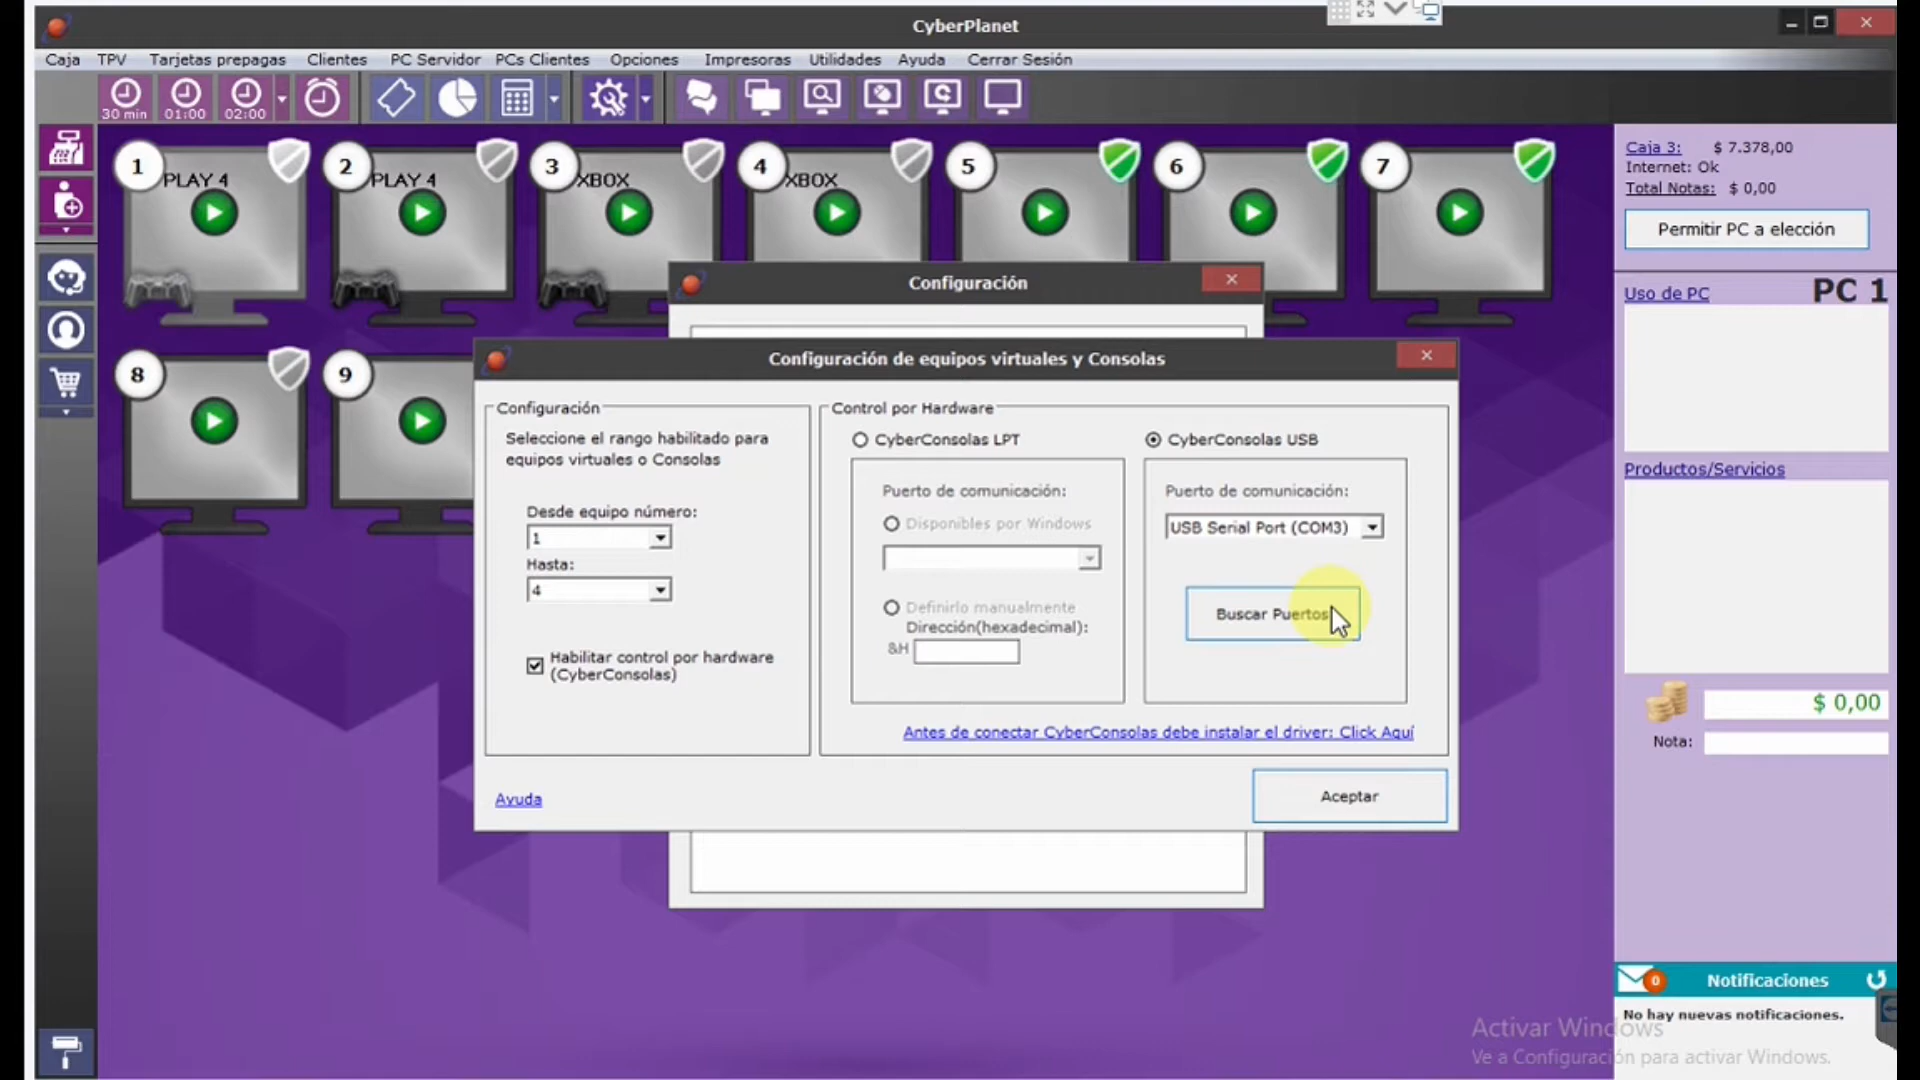 CyberPlanet
Caja TPV Tarjetas prepagas Clientes PC Servidor PCs Clientes Opciones Impresoras Utilidades Ayuda Cerrar Sesión
30 min 01:00 02:00
1 PLAY 4
2 PLAY 4
3 XBOX
4 XBOX
5
6
7
8
9
Caja 3: $ 7.378,00
Internet: Ok
Total Notas: $ 0,00
Permitir PC a elección
Uso de PC PC 1
Productos/Servicios
$ 0,00
Nota:
Notificaciones
0
No hay nuevas notificaciones.
Configuración
Configuración de equipos virtuales y Consolas
Configuración
Seleccione el rango habilitado para
equipos virtuales o Consolas
Desde equipo número:
1
Hasta:
4
Habilitar control por hardware
(CyberConsolas)
Control por Hardware
CyberConsolas LPT
Puerto de comunicación:
Disponibles por Windows
Definirlo manualmente
Dirección(hexadecimal):
&H
CyberConsolas USB
Puerto de comunicación:
USB Serial Port (COM3)
Buscar Puertos
Antes de conectar CyberConsolas debe instalar el driver: Click Aquí
Ayuda
Aceptar
Activar Windows
Ve a Configuración para activar Windows.